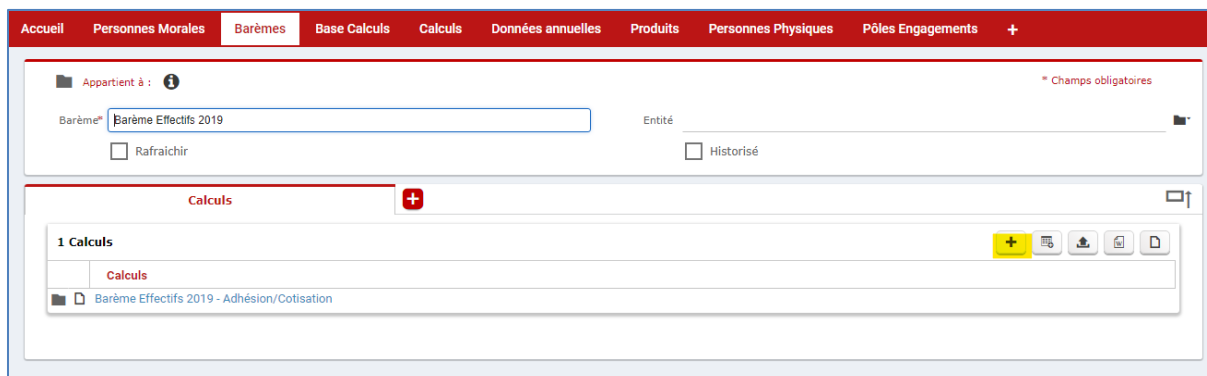 Accueil Personnes Morales Barèmes Base Calculs Calculs Données annuelles Produits Personnes Physiques Pôles Engagements +
Appartient à : * Champs obligatoires
Barème* Barème Effectifs 2019 Entité
Rafraichir Historisé
Calculs
1 Calculs
Calculs
Barème Effectifs 2019 - Adhésion/Cotisation